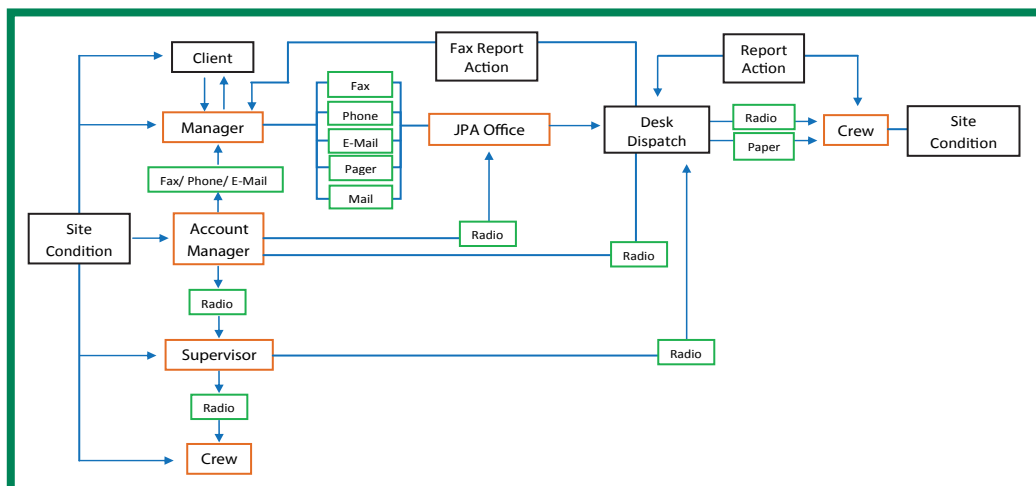 Client
Fax Report
Action
Report
Action
Fax
Manager
Phone
JPA Office
Desk
Dispatch
Radio
Crew
Site
Condition
E-Mail
Paper
Pager
Fax/ Phone/ E-Mail
Mail
Site
Condition
Account
Manager
Radio
Radio
Radio
Supervisor
Radio
Radio
Crew